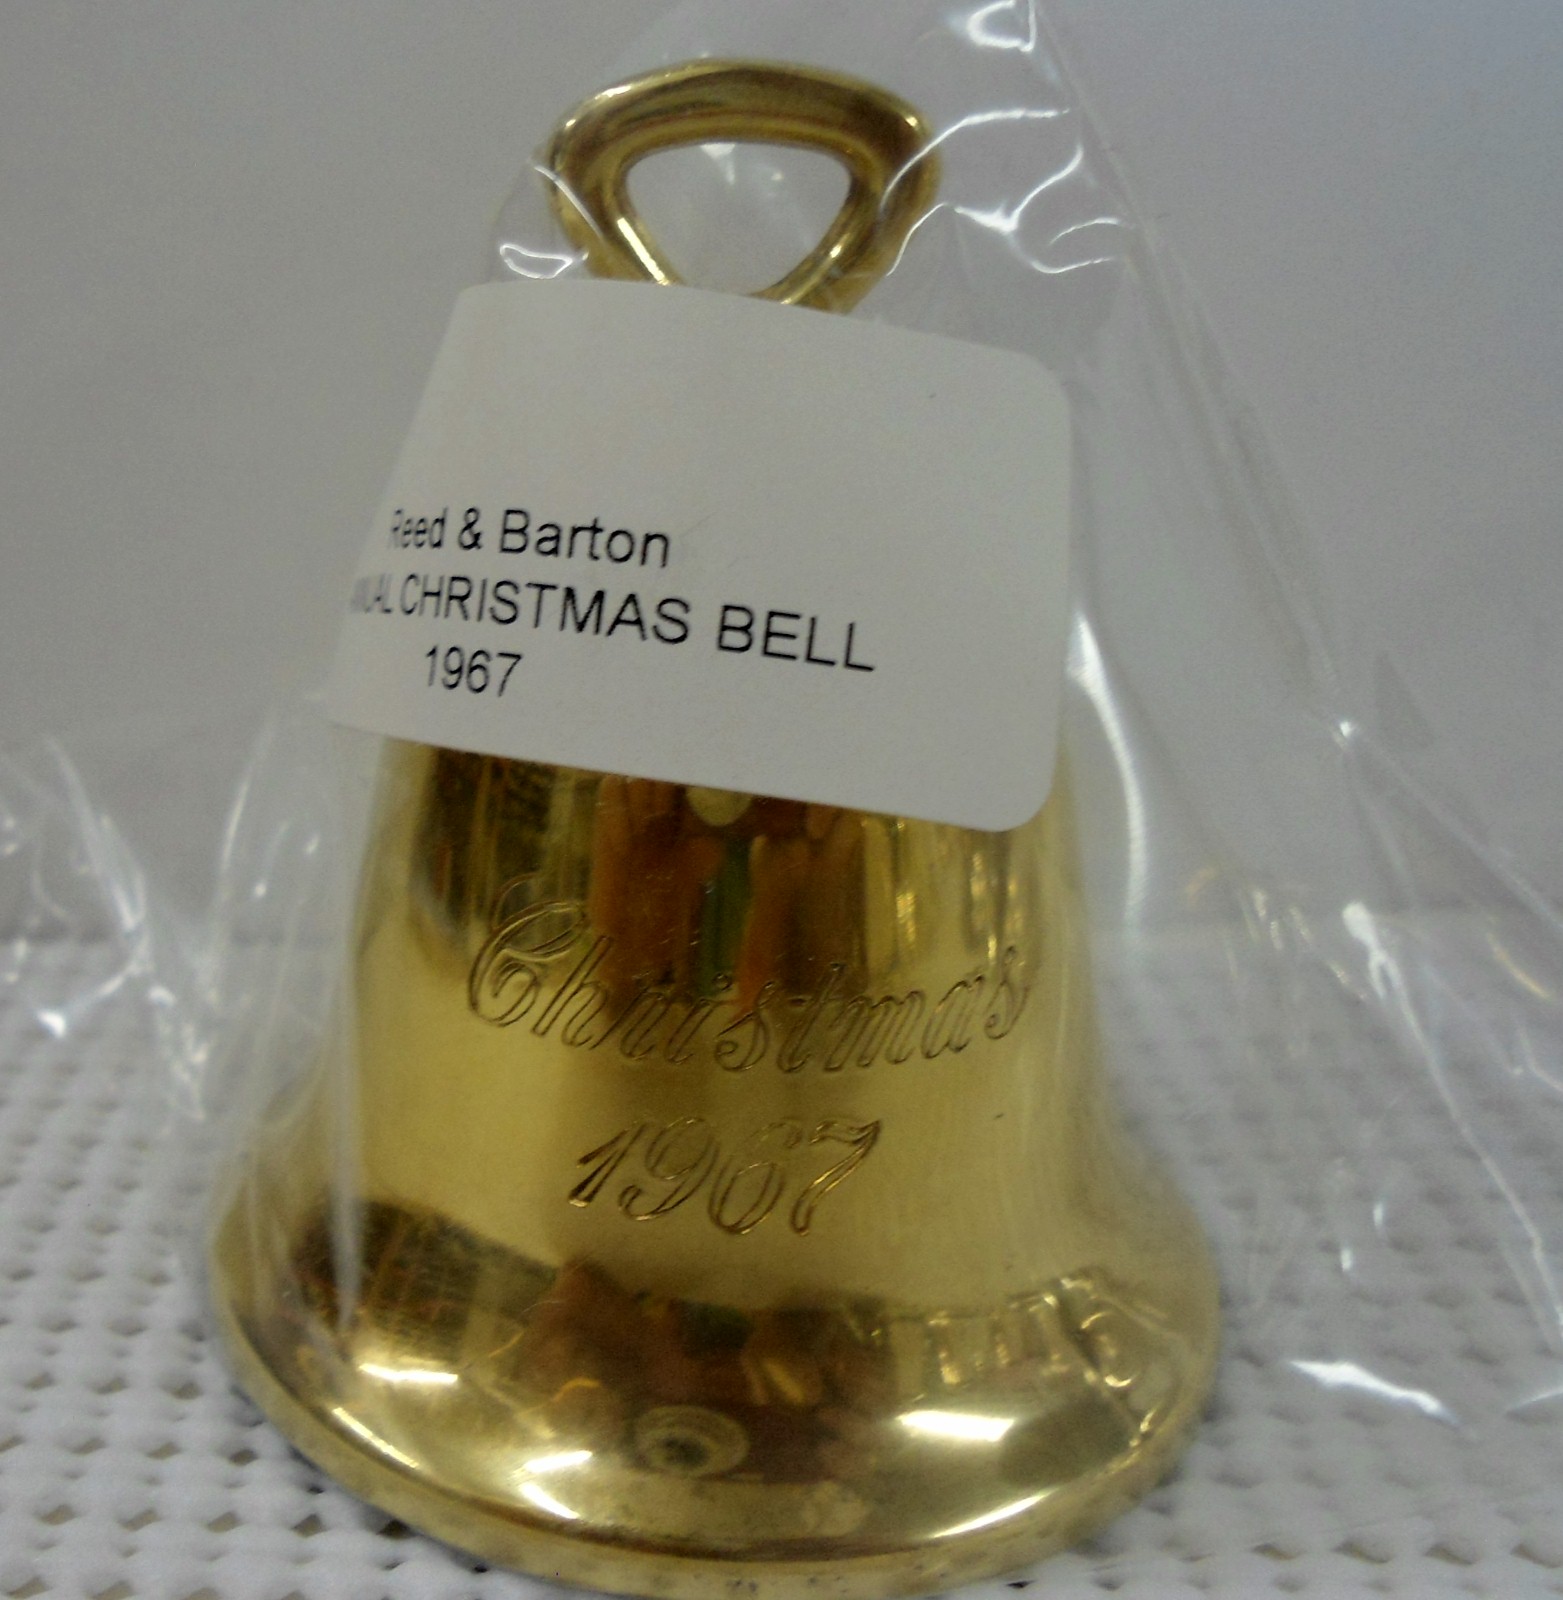 Reed & Barton
CHRISTMAS BELL
1967
Christmas
1967